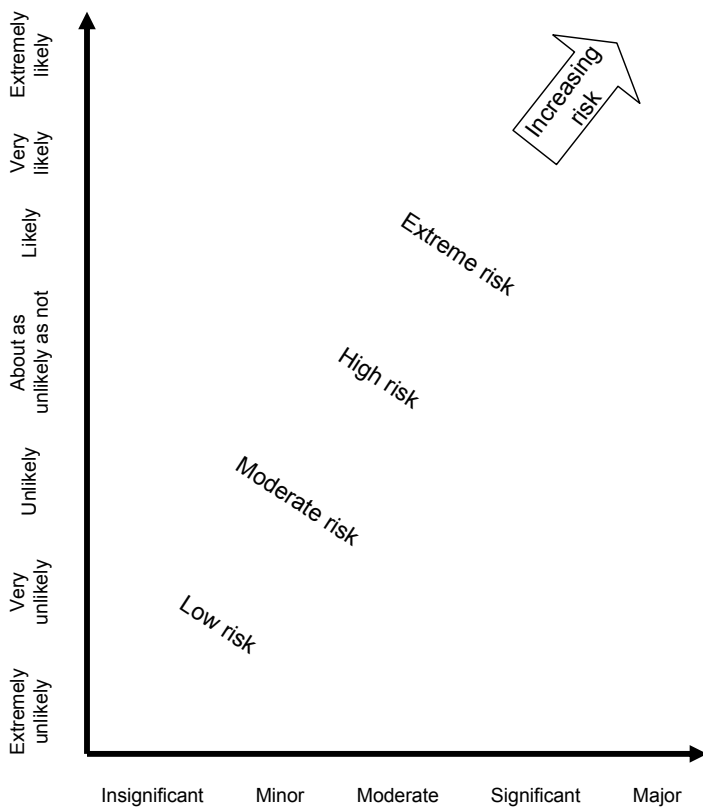 Extremely
likely
Very
likely
Likely
About as
unlikely as not
Unlikely
Very
unlikely
Extremely
unlikely
Increasing
risk
Extreme risk
High risk
Moderate risk
Low risk
Insignificant Minor Moderate Significant Major